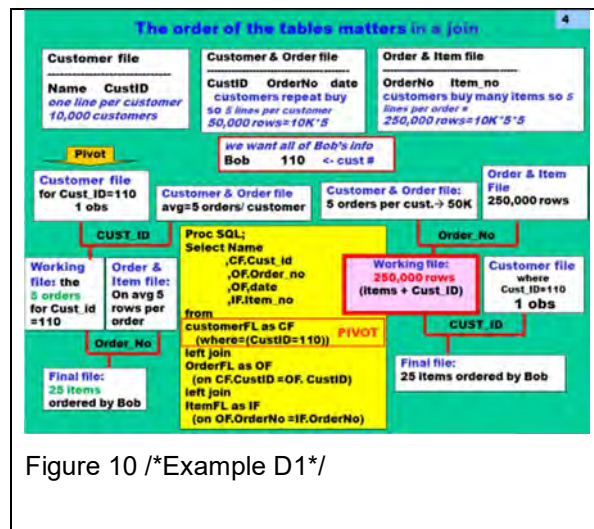 The order of the tables matters in a join
4
Customer file
--------------------
Name CustID
one line per customer
10,000 customers
Customer & Order file
--------------------
CustID OrderNo date
customers repeat buy
so 5 lines per customer
50,000 rows=10K*5
Order & Item file
--------------------
OrderNo Item_no
customers buy many items so 5
lines per order #
250,000 rows=10K*5*5
we want all of Bob's info
Bob 110 <- cust #
Pivot
Customer file
for Cust_ID=110
1 obs
Customer & Order file
avg=5 orders/ customer
CUST_ID
Working
file: the
5 orders
for Cust_id
=110
Order &
Item file:
On avg 5
rows per
order
Order_No
Final file:
25 items
ordered by Bob
Proc SQL;
Select Name
,CF.Cust_id
,OF.Order_no
,OF,date
,IF.Item_no
from
customerFL as CF
(where=(CustID=110))
PIVOT
left join
OrderFL as OF
(on CF.CustID =OF. CustID)
left join
ItemFL as IF
(on OF.OrderNo =IF.OrderNo)
Customer & Order file:
5 orders per cust.→ 50K
Order & Item
File
250,000 rows
Order_No
Working file:
250,000 rows
(items + Cust_ID)
Customer file
where
Cust_ID=110
1 obs
CUST_ID
Final file:
25 items ordered by Bob
Figure 10 /*Example D1*/